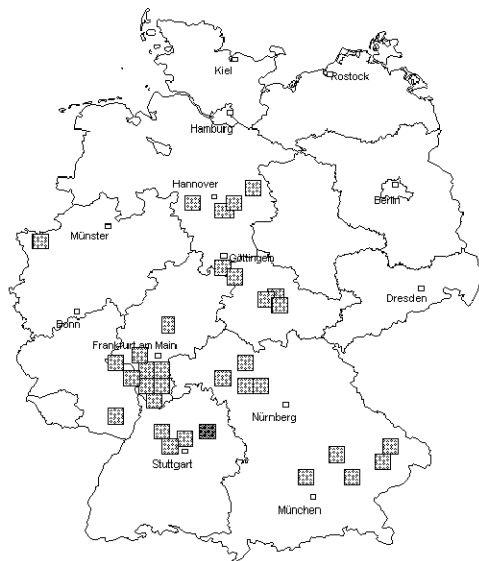 Kiel
Rostock
Hamburg
Hannover
Berlin
Münster
Göttingen
Dresden
Bonn
Frankfurt am Main
Nürnberg
Stuttgart
München